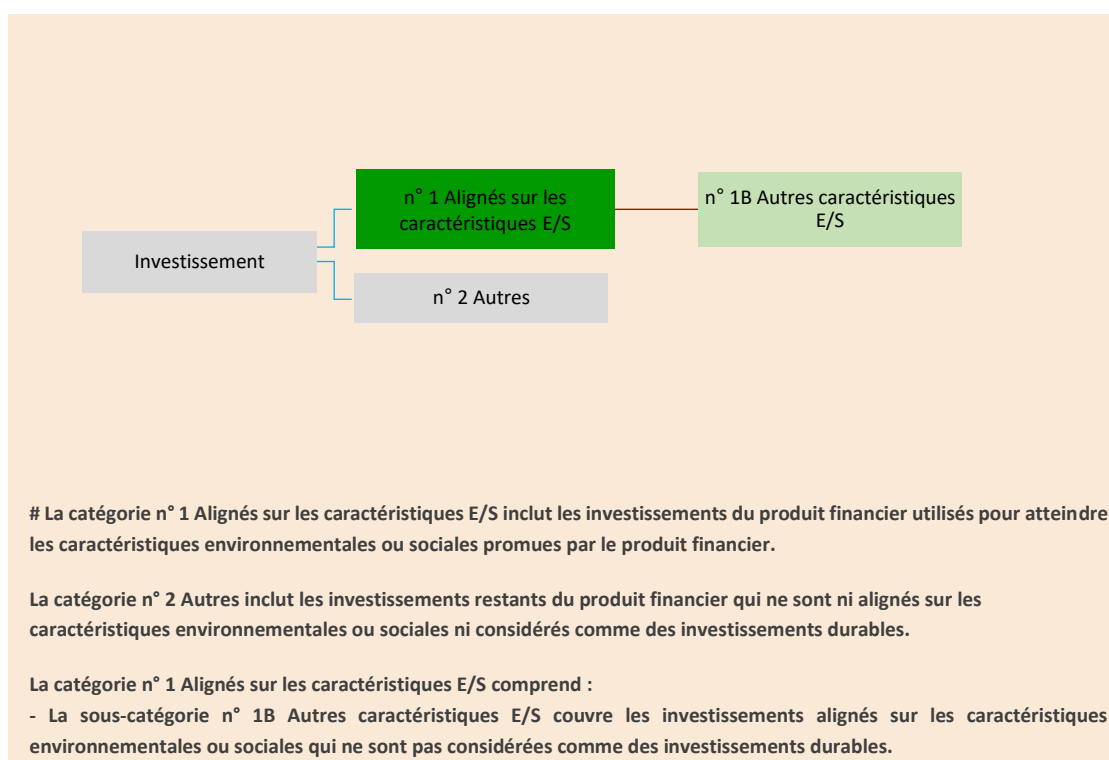 n° 1 Alignés sur les
caractéristiques E/S
n° 1B Autres caractéristiques
E/S
Investissement
n° 2 Autres
# La catégorie n° 1 Alignés sur les caractéristiques E/S inclut les investissements du produit financier utilisés pour atteindre
les caractéristiques environnementales ou sociales promues par le produit financier.
La catégorie n° 2 Autres inclut les investissements restants du produit financier qui ne sont ni alignés sur les
caractéristiques environnementales ou sociales ni considérés comme des investissements durables.
La catégorie n° 1 Alignés sur les caractéristiques E/S comprend :
- La sous-catégorie n° 1B Autres caractéristiques E/S couvre les investissements alignés sur les caractéristiques
environnementales ou sociales qui ne sont pas considérées comme des investissements durables.